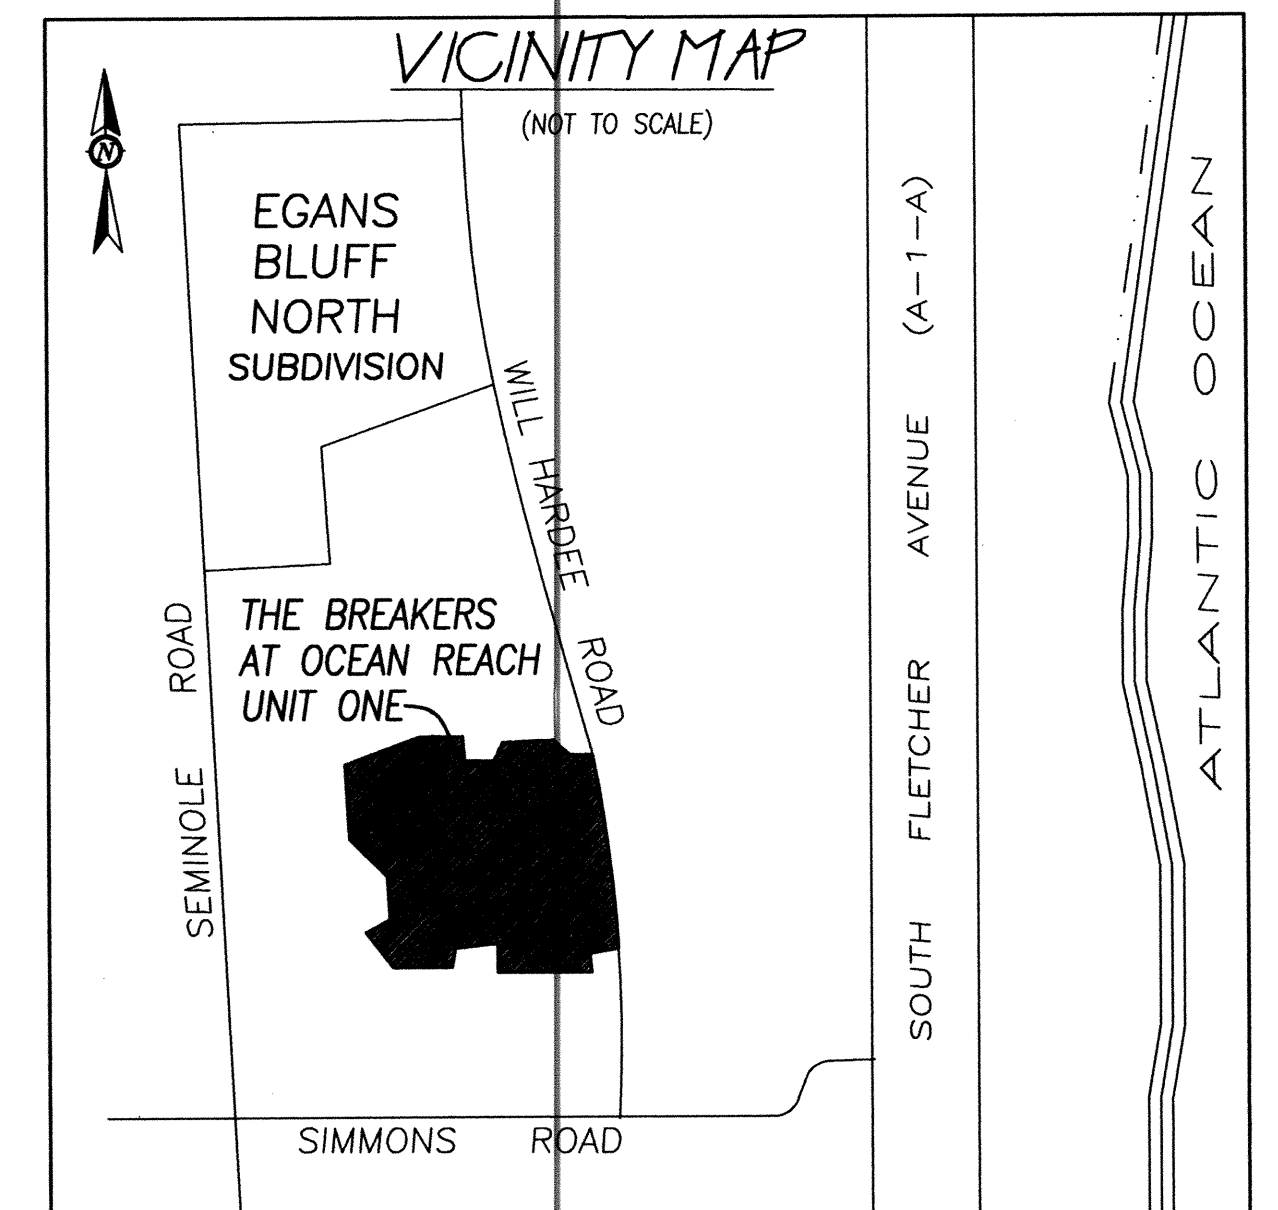 VICINITY MAP
(NOT TO SCALE)
N
EGANS
BLUFF
NORTH
SUBDIVISION
WILL HARDEE ROAD
THE BREAKERS
AT OCEAN REACH
UNIT ONE
SEMINOLE ROAD
SIMMONS ROAD
SOUTH FLETCHER AVENUE (A-1-A)
ATLANTIC OCEAN